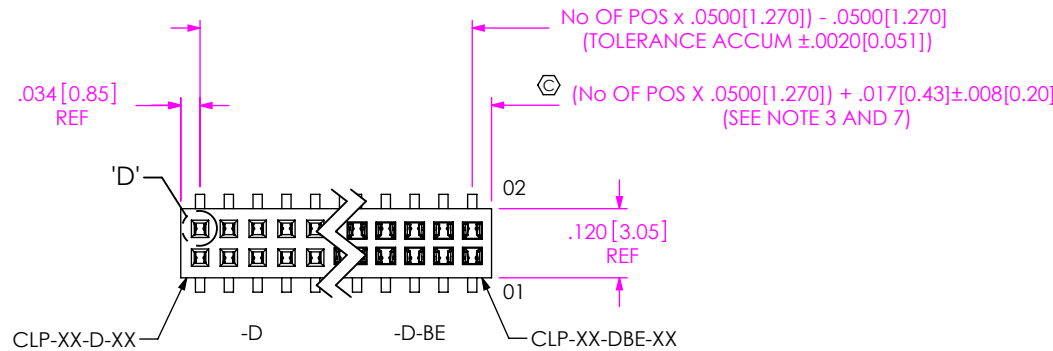 No OF POS x .0500[1.270]) - .0500[1.270]
(TOLERANCE ACCUM ±.0020[0.051])
.034 [0.85]
REF
C
(No OF POS X .0500[1.270]) + .017[0.43]±.008[0.20]
(SEE NOTE 3 AND 7)
'D'
02
.120 [3.05]
REF
01
CLP-XX-D-XX
-D
-D-BE
CLP-XX-DBE-XX